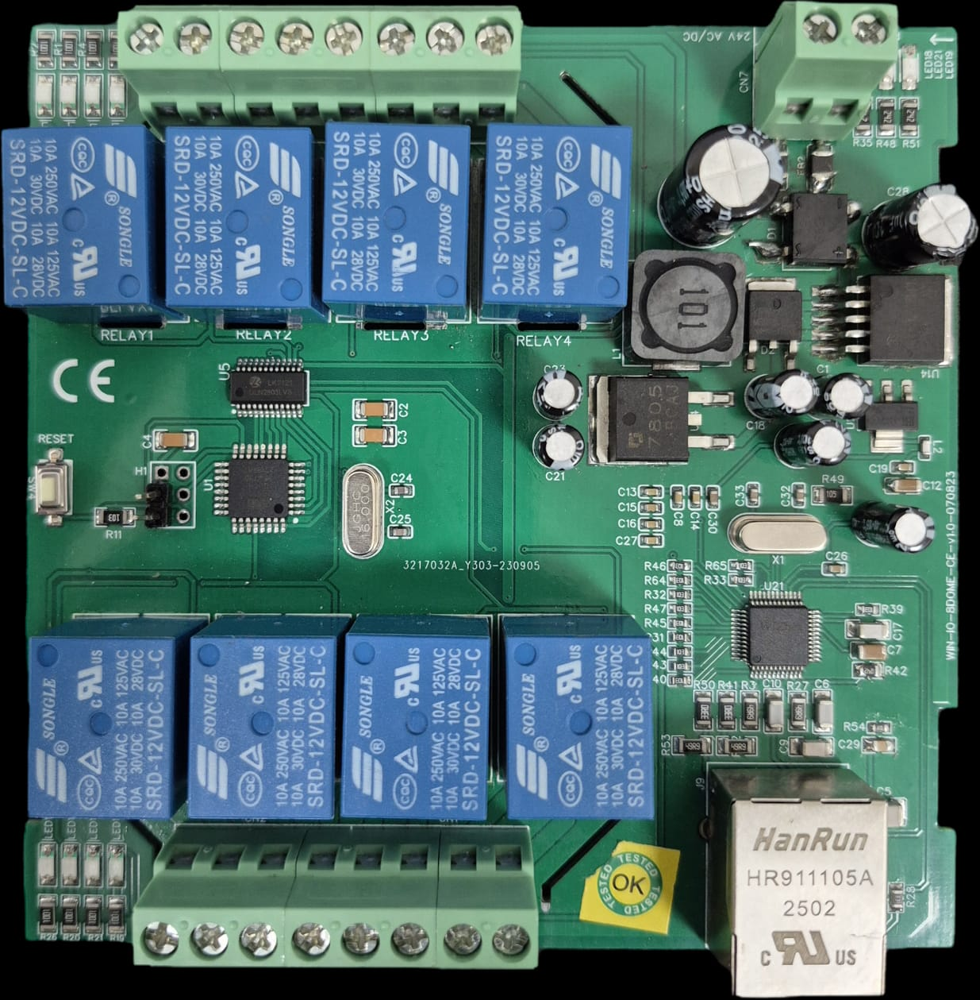 24V AC/DC
CN7
LED18
LED21
LED19
R2
R1
R4
R35
R48
R51
SONGLE
®
CQC
c US
10A 250VAC 10A 125VAC
10A 30VDC 10A 28VDC
SRD-12VDC-SL-C
SONGLE
®
CQC
c US
10A 250VAC 10A 125VAC
10A 30VDC 10A 28VDC
SRD-12VDC-SL-C
SONGLE
®
CQC
c US
10A 250VAC 10A 125VAC
10A 30VDC 10A 28VDC
SRD-12VDC-SL-C
SONGLE
®
CQC
c US
10A 250VAC 10A 125VAC
10A 30VDC 10A 28VDC
SRD-12VDC-SL-C
RELAY1
RELAY2
RELAY3
RELAY4
D1
C28
101
L1
D2
U14
CE
U5
C2
C3
C4
C23
C21
7805
C18
C1
RESET
SW4
H1
U1
R11
103
X2
C24
C25
C19
C12
R49
105
C33
C32
C13
C15
C16
C27
C8
C14
C30
X1
C26
3217032A_Y303-230905
WIN-IO-8DOME-CE-V1.0-070823
R46
R64
R32
R47
R45
R65
R33
U21
R39
C17
C7
R42
R50
R41
R3
C10
R27
C6
R53
49R9
49R9
C9
R54
C29
SONGLE
®
CQC
c US
10A 250VAC 10A 125VAC
10A 30VDC 10A 28VDC
SRD-12VDC-SL-C
SONGLE
®
CQC
c US
10A 250VAC 10A 125VAC
10A 30VDC 10A 28VDC
SRD-12VDC-SL-C
SONGLE
®
CQC
c US
10A 250VAC 10A 125VAC
10A 30VDC 10A 28VDC
SRD-12VDC-SL-C
SONGLE
®
CQC
c US
10A 250VAC 10A 125VAC
10A 30VDC 10A 28VDC
SRD-12VDC-SL-C
J9
C5
HanRun
HR911105A
2502
c US
R28
TESTED TESTED TESTED TESTED
OK
R26
R20
R21
R19